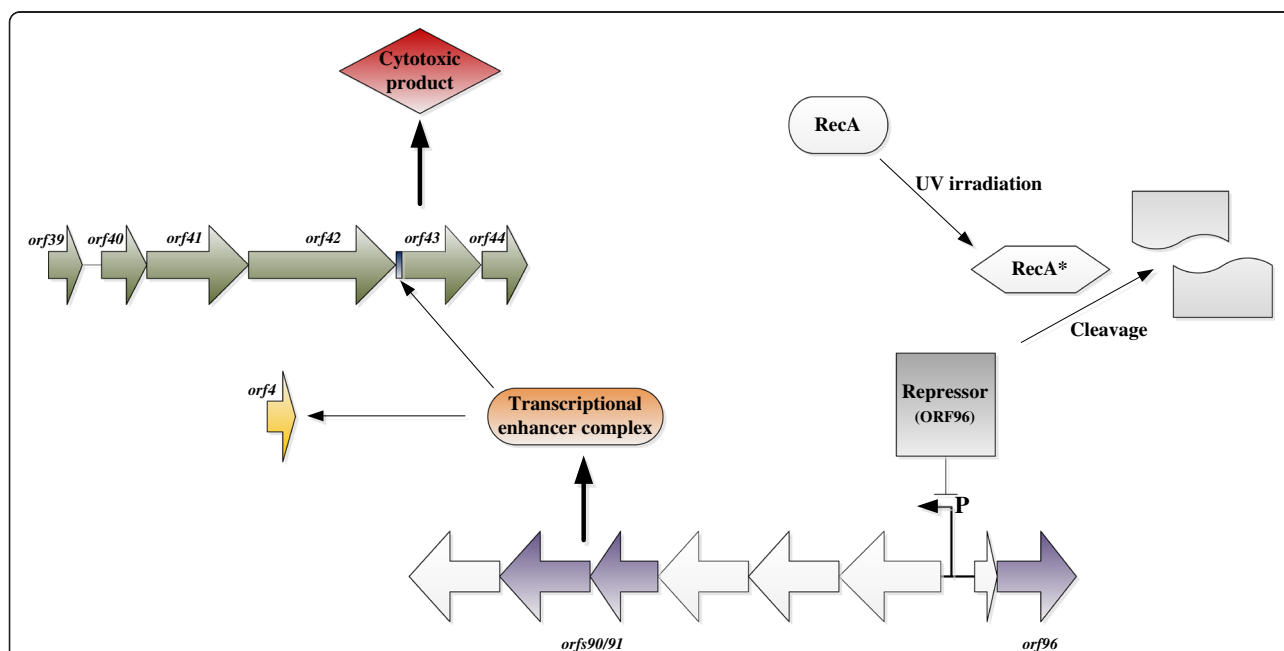 Cytotoxic
product
RecA
UV irradiation
orf39 orf40 orf41 orf42 orf43 orf44
RecA*
Cleavage
orf4
Transcriptional
enhancer complex
Repressor
(ORF96)
P
orfs90/91 orf96